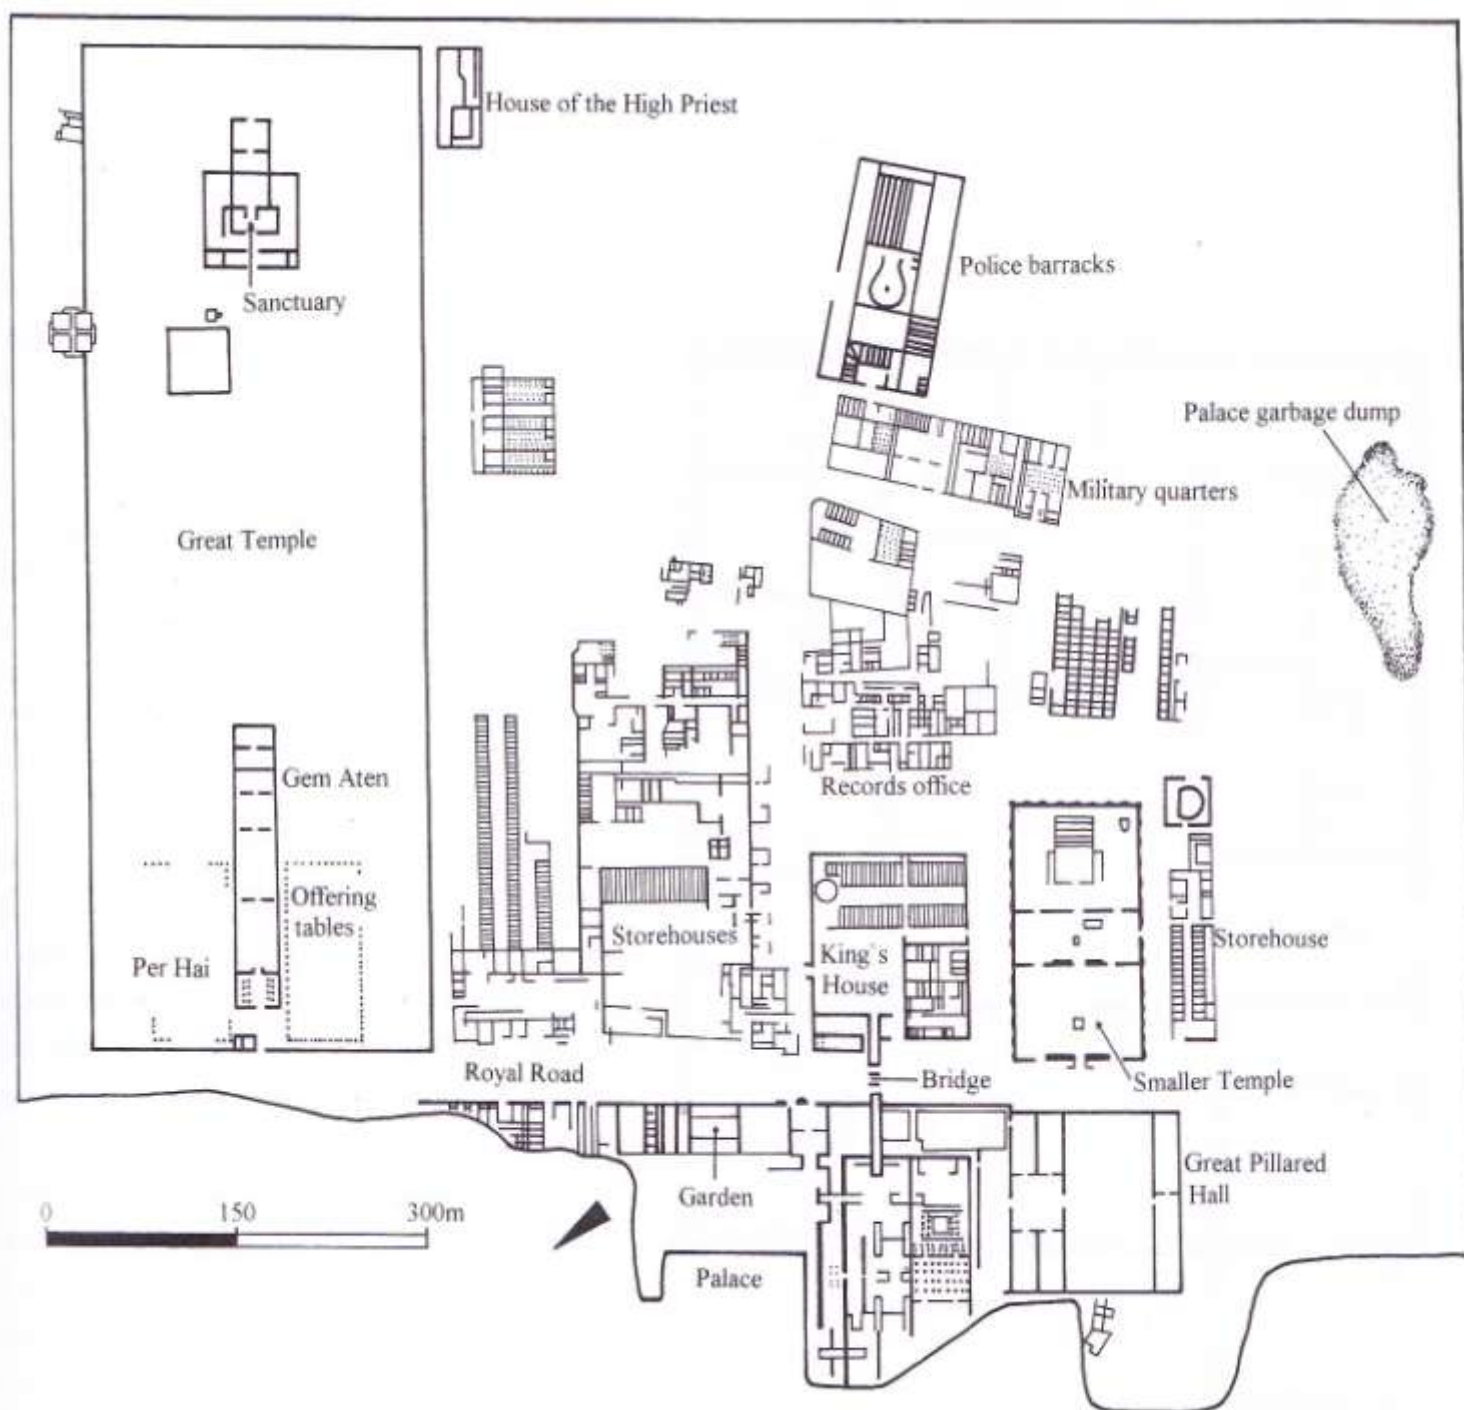 House of the High Priest
Police barracks
Sanctuary
Palace garbage dump
Military quarters
Great Temple
Gem Aten
Records office
Offering
tables
Per Hai
Storehouses
King's
House
Storehouse
Royal Road
Bridge
Smaller Temple
Garden
Great Pillared
Hall
0 150 300m
Palace